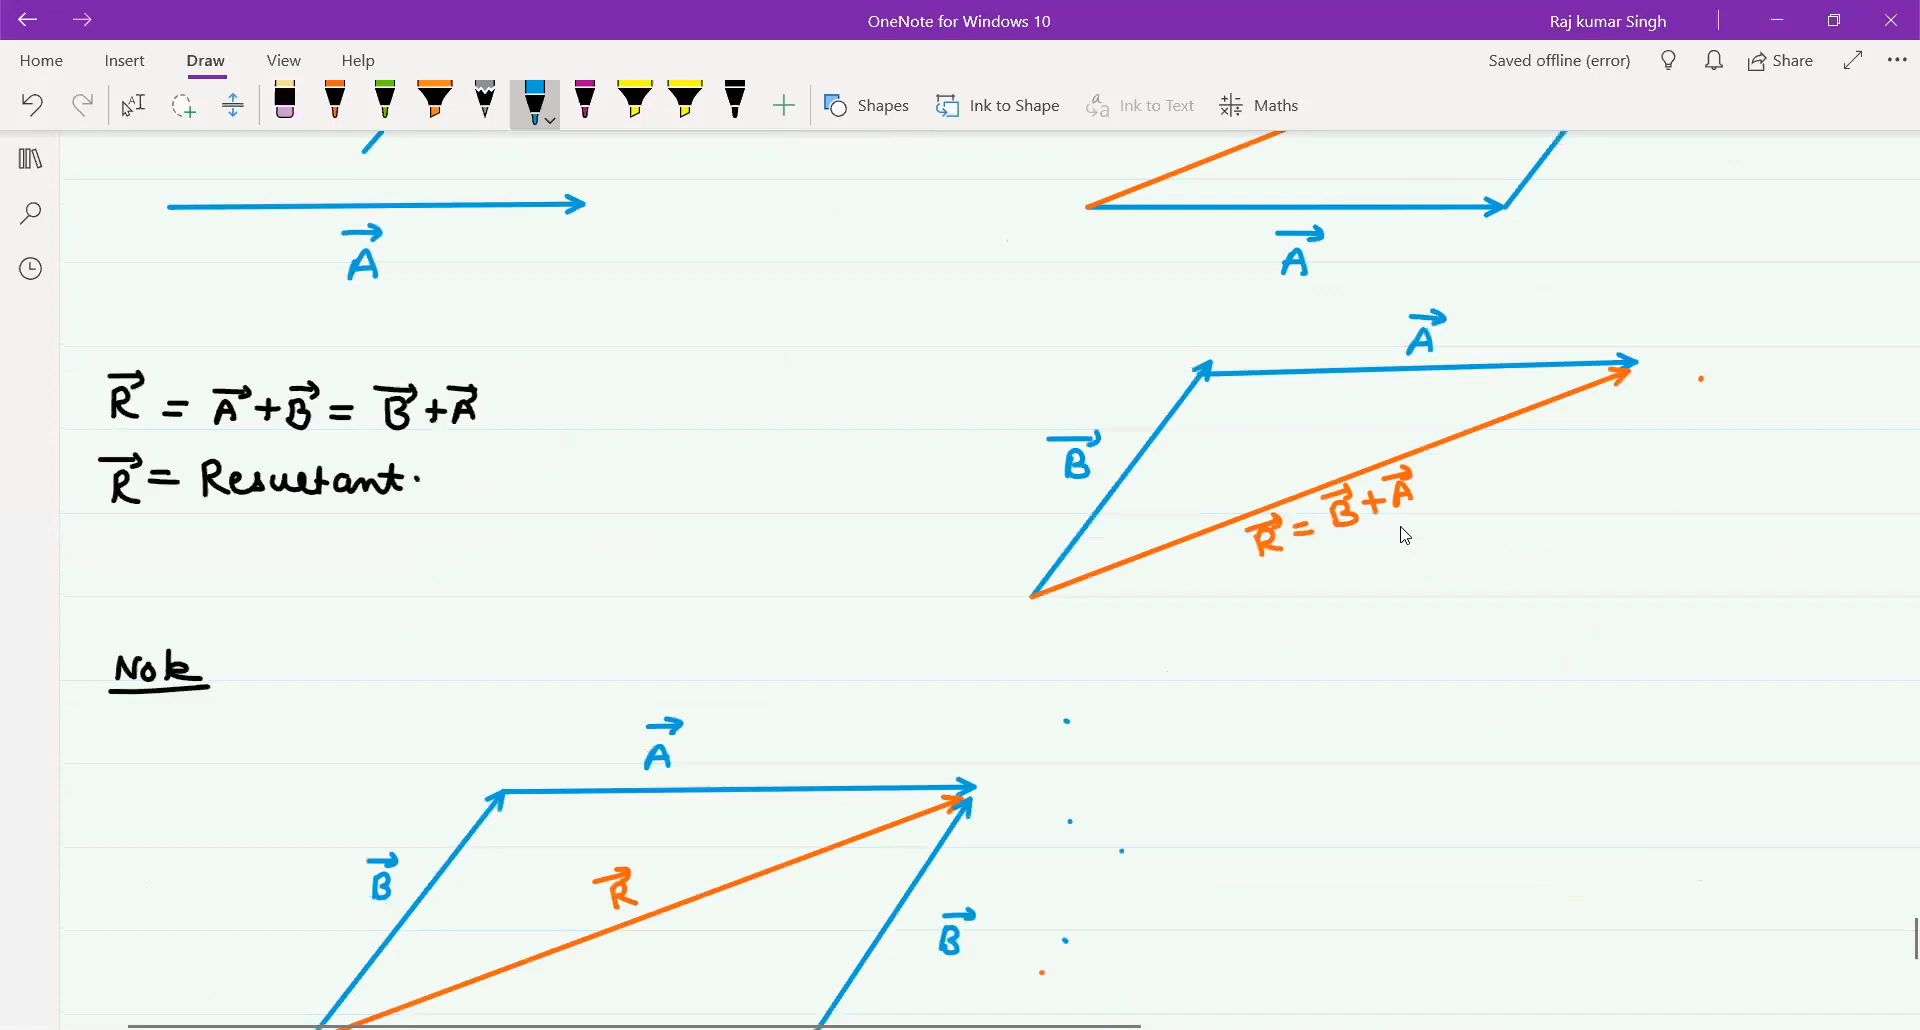 OneNote for Windows 10
Raj kumar Singh
Home Insert Draw View Help
Saved offline (error) Share
Shapes Ink to Shape Ink to Text Maths
A
A
A
R = A + B = B + A
B
R = Resultant.
R = B + A
Note
A
B
R
B